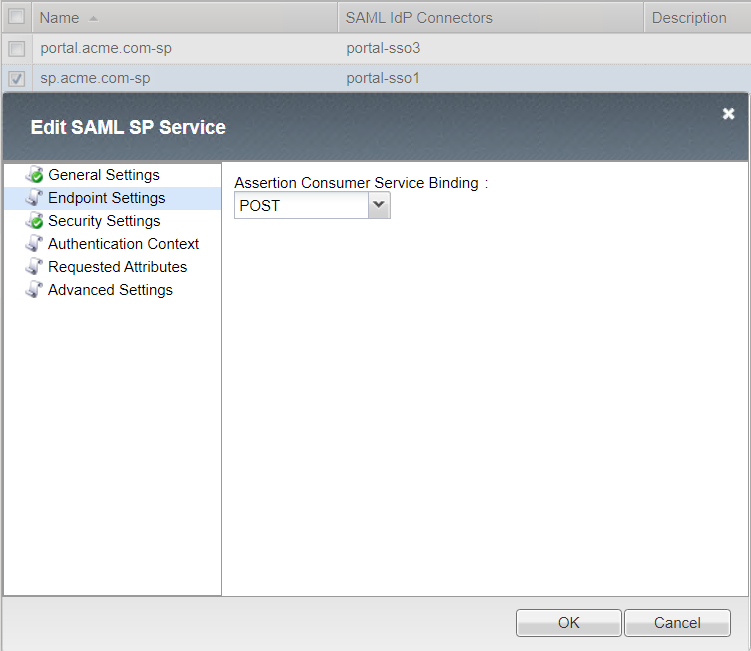 Name SAML IdP Connectors Description
portal.acme.com-sp portal-sso3
sp.acme.com-sp portal-sso1
Edit SAML SP Service
General Settings
Endpoint Settings
Security Settings
Authentication Context
Requested Attributes
Advanced Settings
Assertion Consumer Service Binding :
POST
OK Cancel